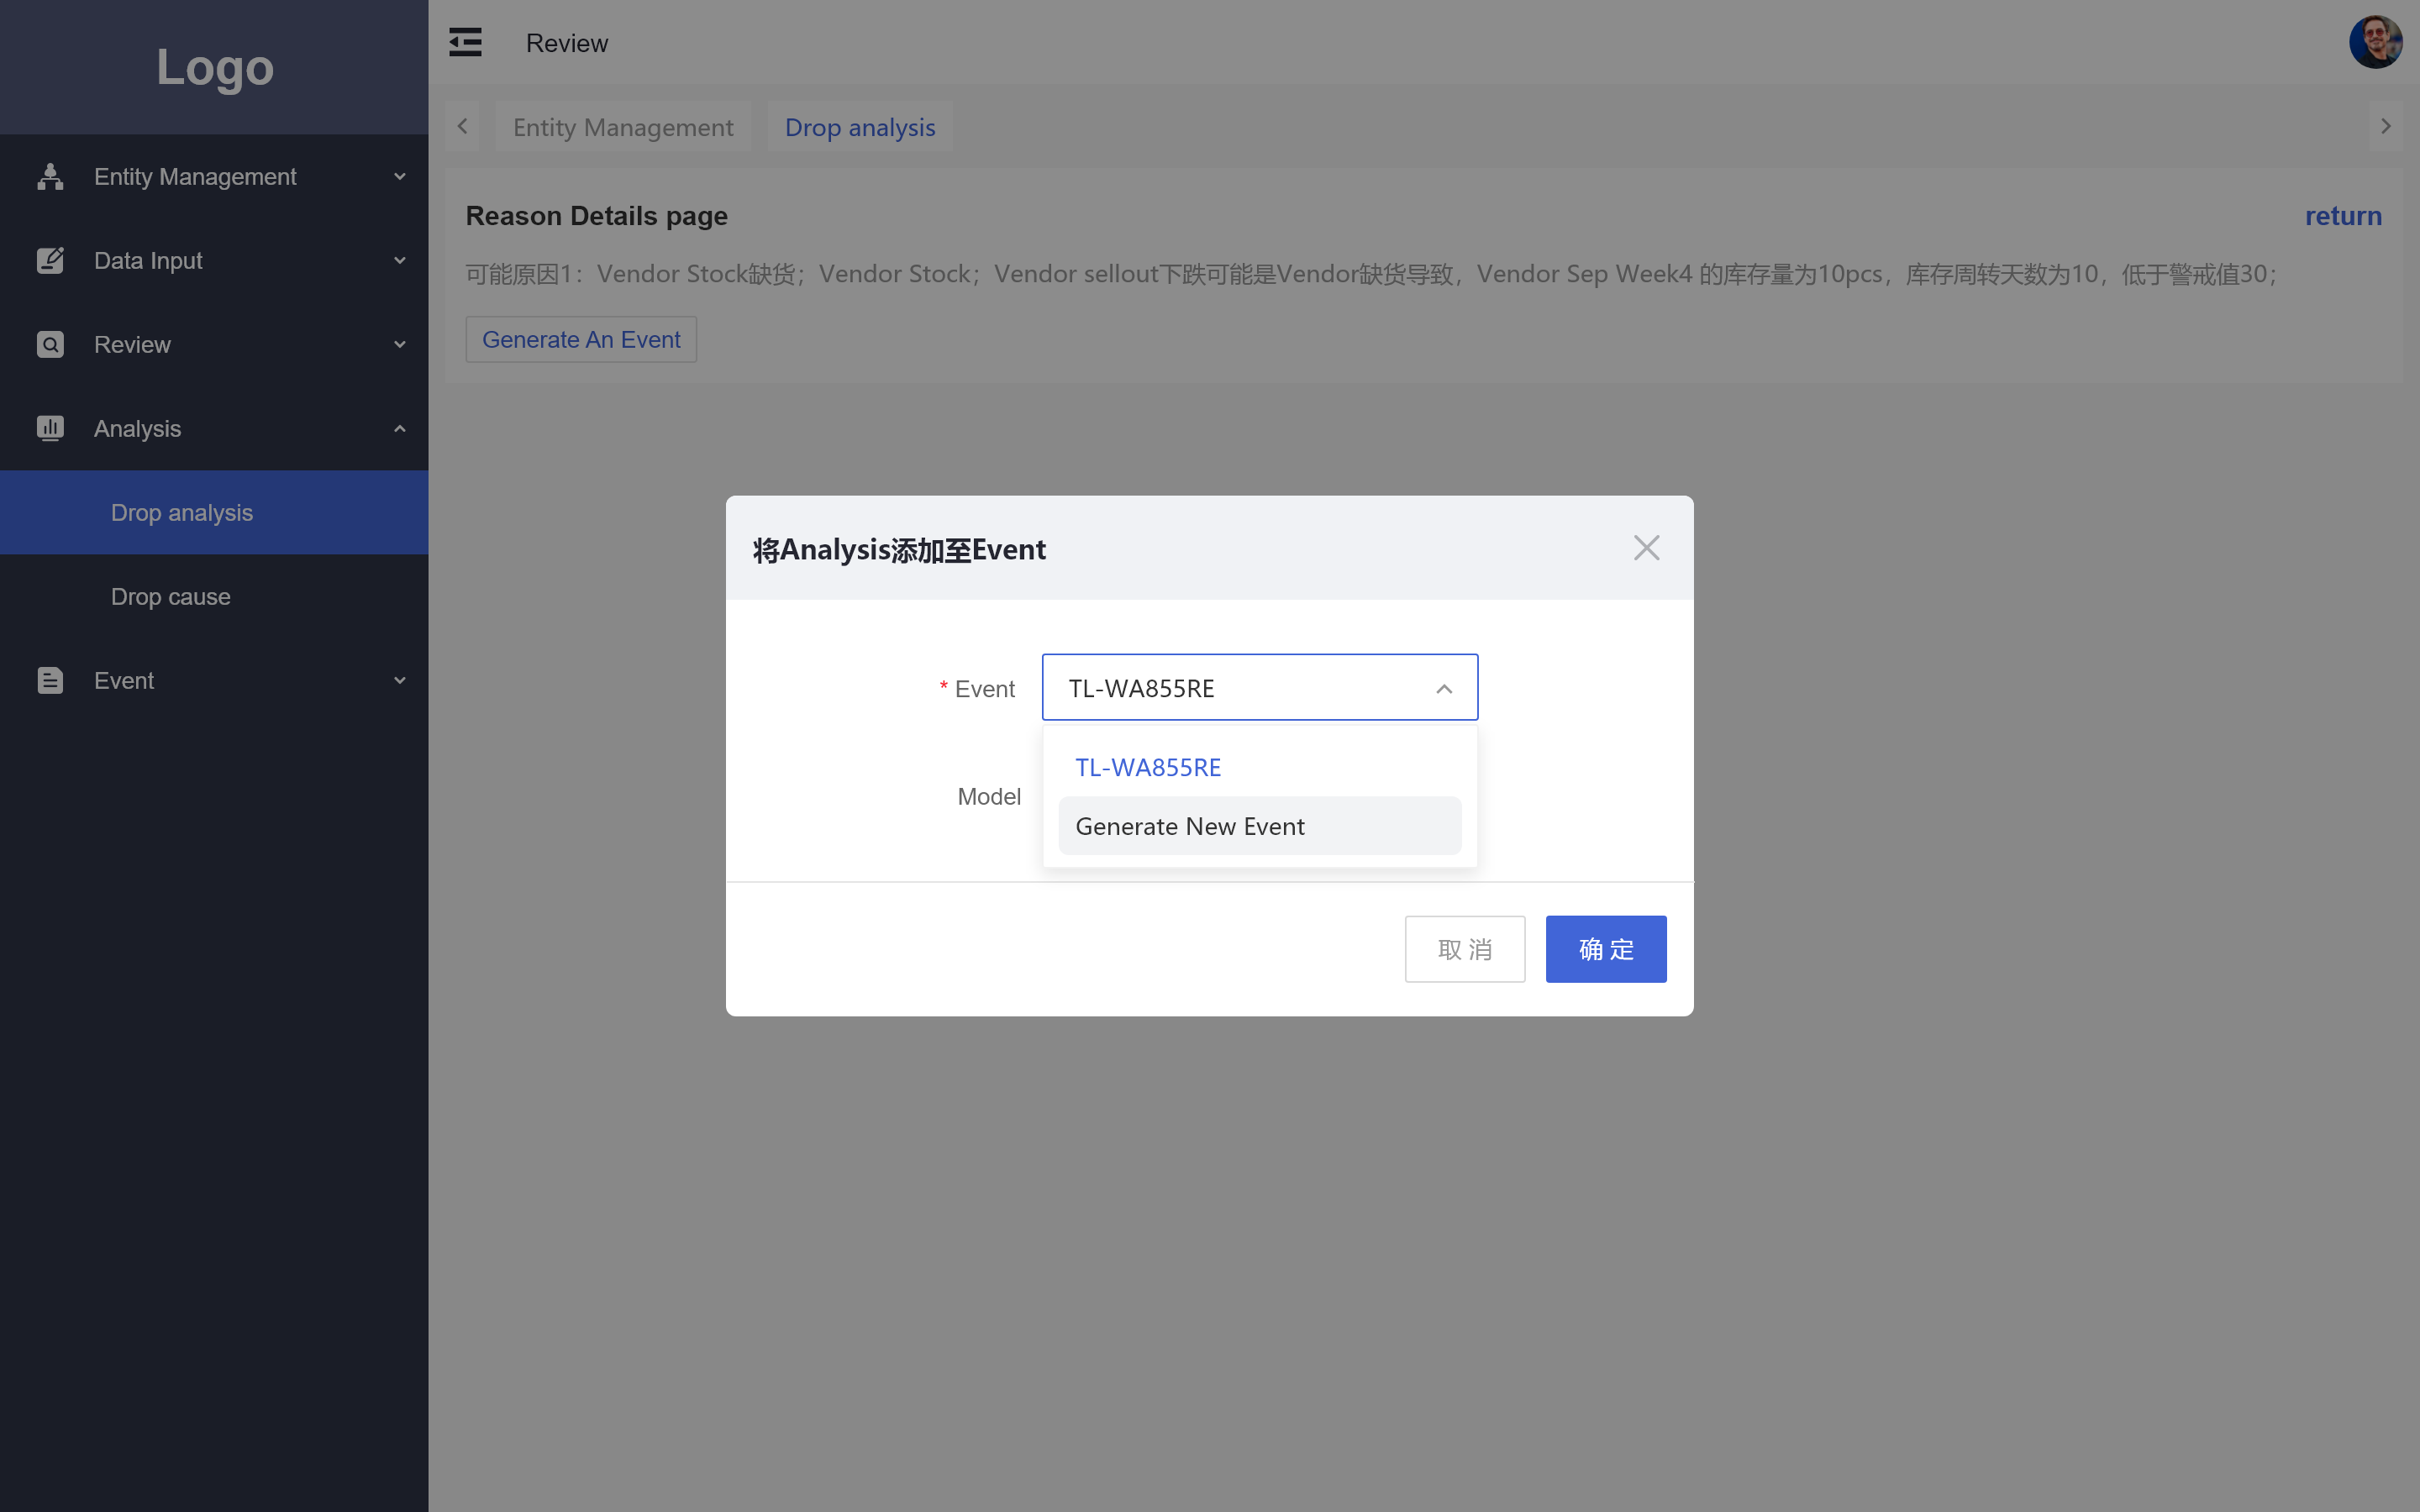 Logo
Review
Entity Management
Drop analysis
Entity Management
Data Input
Review
Analysis
Drop analysis
Drop cause
Event
Reason Details page
return
可能原因1：Vendor Stock缺货；Vendor Stock；Vendor sellout下跌可能是Vendor缺货导致，Vendor Sep Week4 的库存量为10pcs，库存周转天数为10，低于警戒值30；
Generate An Event
将Analysis添加至Event
* Event
TL-WA855RE
TL-WA855RE
Model
Generate New Event
取 消
确 定